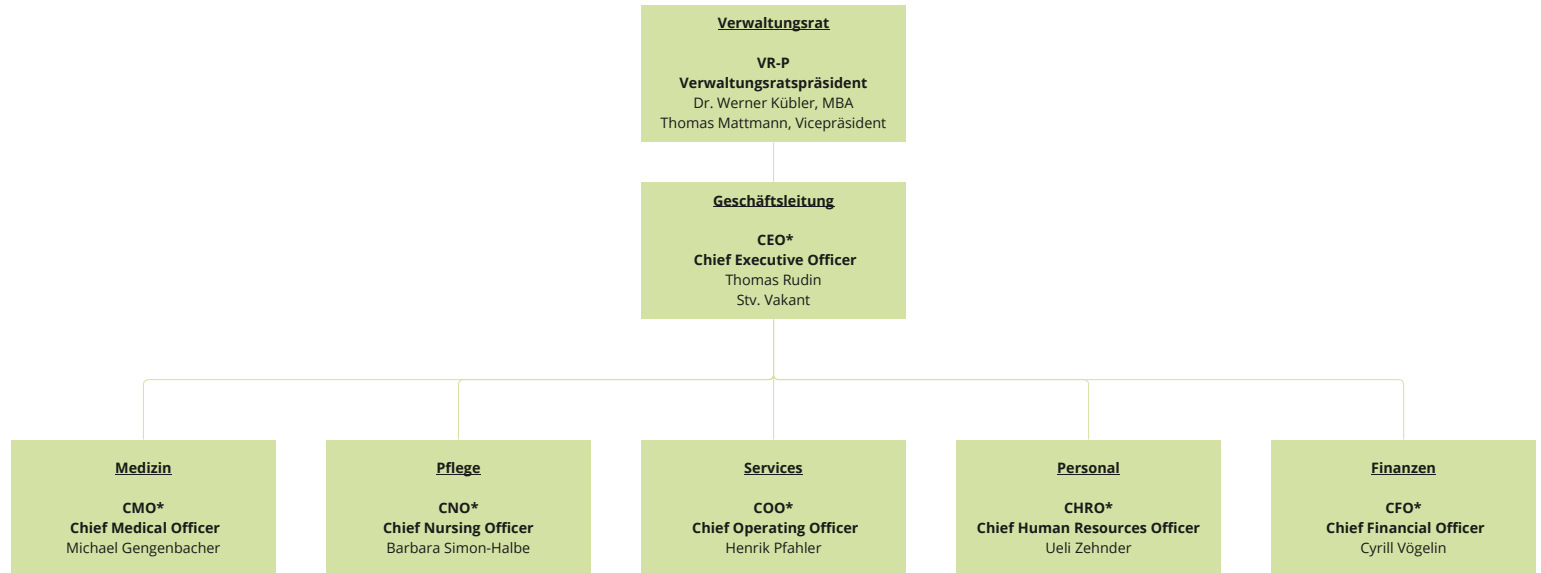 Verwaltungsrat
VR-P
Verwaltungsratspräsident
Dr. Werner Kübler, MBA
Thomas Mattmann, Vicepräsident
Geschäftsleitung
CEO*
Chief Executive Officer
Thomas Rudin
Stv. Vakant
Medizin
CMO*
Chief Medical Officer
Michael Gengenbacher
Pflege
CNO*
Chief Nursing Officer
Barbara Simon-Halbe
Services
COO*
Chief Operating Officer
Henrik Pfahler
Personal
CHRO*
Chief Human Resources Officer
Ueli Zehnder
Finanzen
CFO*
Chief Financial Officer
Cyrill Vögelin